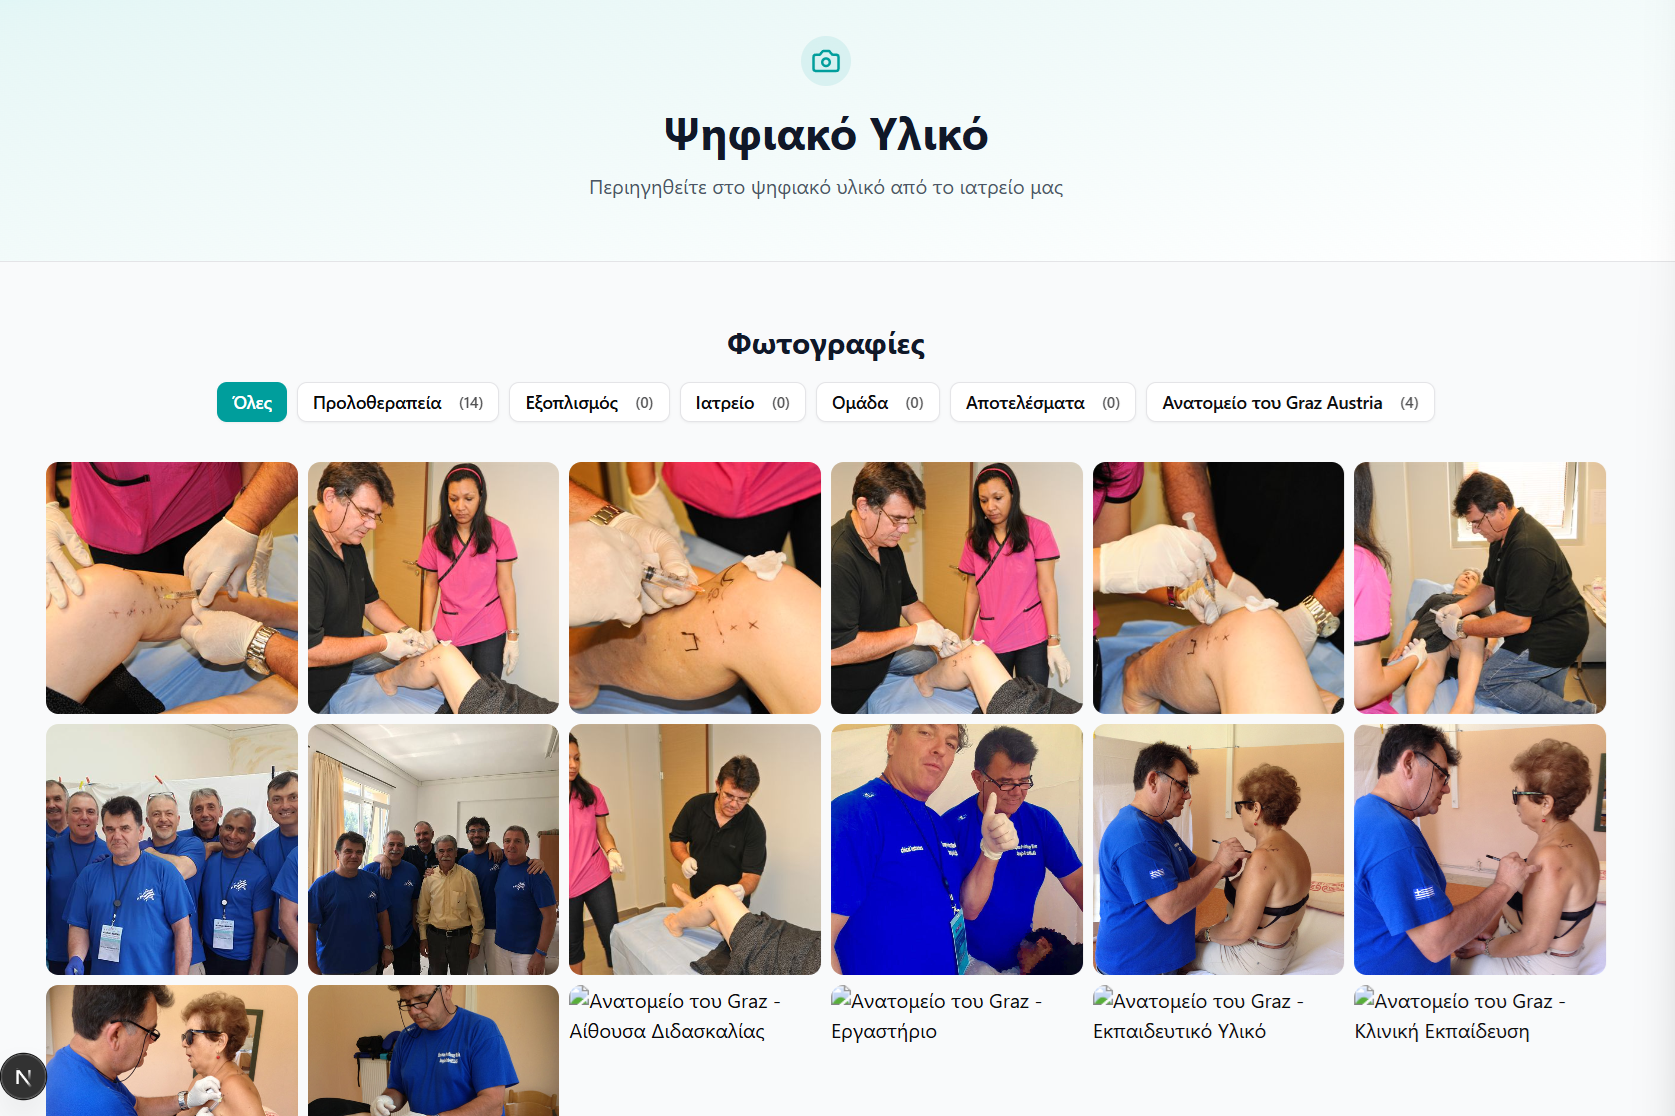 Ψηφιακό Υλικό
Περιηγηθείτε στο ψηφιακό υλικό από το ιατρείο μας
Φωτογραφίες
Όλες
Προλοθεραπεία (14)
Εξοπλισμός (0)
Ιατρείο (0)
Ομάδα (0)
Αποτελέσματα (0)
Ανατομείο του Graz Austria (4)
Ανατομείο του Graz -
Αίθουσα Διδασκαλίας
Ανατομείο του Graz -
Εργαστήριο
Ανατομείο του Graz -
Εκπαιδευτικό Υλικό
Ανατομείο του Graz -
Κλινική Εκπαίδευση
N